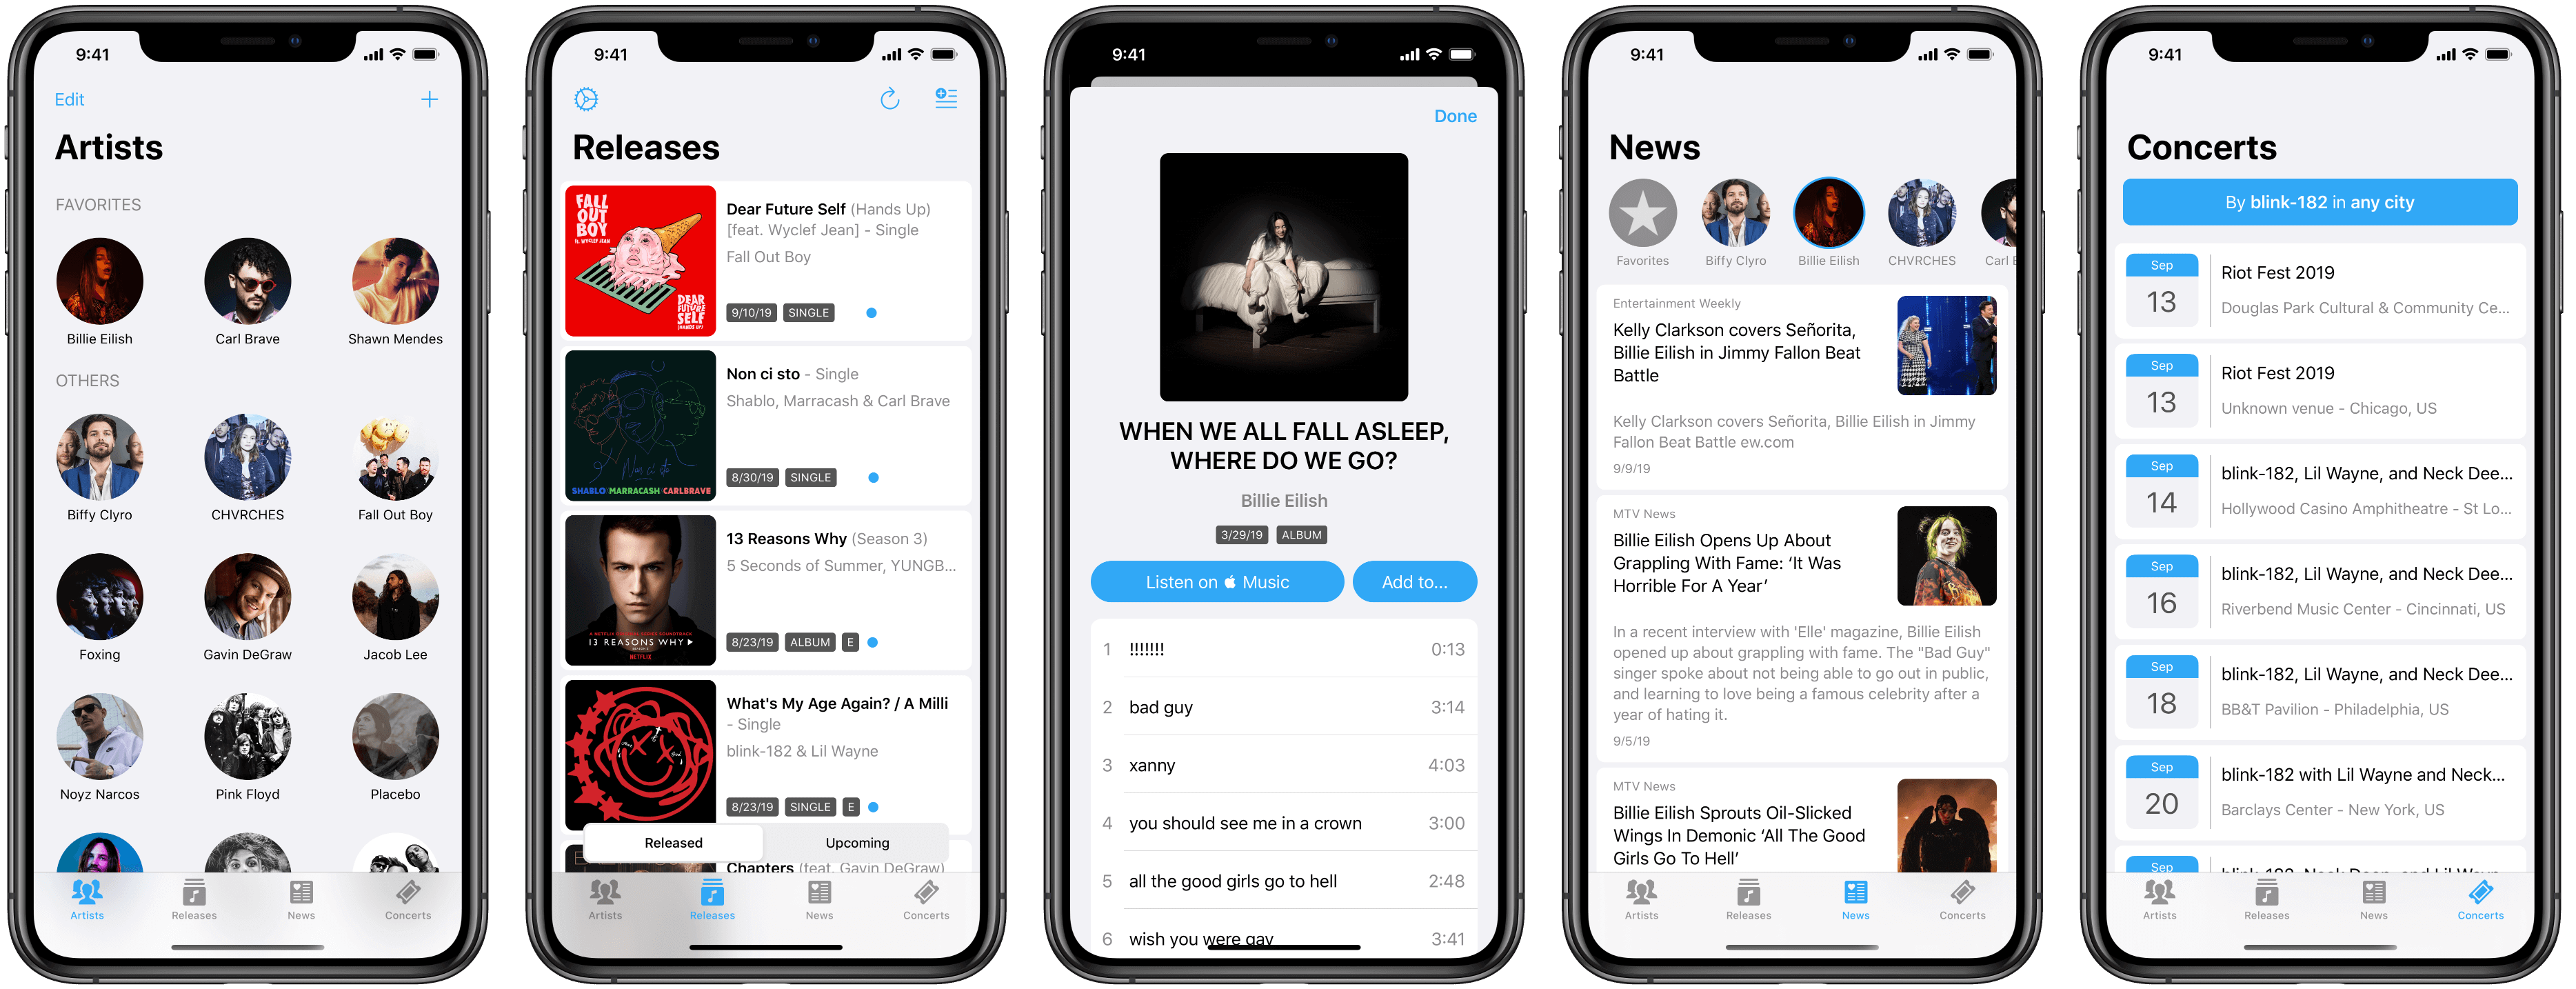 9:41
Edit
Artists
FAVORITES
Billie Eilish
Carl Brave
Shawn Mendes
OTHERS
Biffy Clyro
CHVRCHES
Fall Out Boy
Foxing
Gavin DeGraw
Jacob Lee
Noyz Narcos
Pink Floyd
Placebo
Artists
Releases
News
Concerts
9:41
Releases
FALL
OUT
BOY
ft. WYCLEF JEAN
DEAR
FUTURE
SELF
(HANDS UP)
Dear Future Self (Hands Up)
[feat. Wyclef Jean] - Single
Fall Out Boy
9/10/19 SINGLE
Non ci sto
SHABLO MARRACASH CARLBRAVE
Non ci sto - Single
Shablo, Marracash & Carl Brave
8/30/19 SINGLE
13 REASONS WHY
NETFLIX
13 Reasons Why (Season 3)
5 Seconds of Summer, YUNGB...
8/23/19 ALBUM E
What's My Age Again? / A Milli
- Single
blink-182 & Lil Wayne
8/23/19 SINGLE E
Released
Upcoming
Chapters (feat. Gavin DeGraw)
Artists
Releases
News
Concerts
9:41
Done
WHEN WE ALL FALL ASLEEP,
WHERE DO WE GO?
Billie Eilish
3/29/19 ALBUM
Listen on Music
Add to...
1 !!!!!!! 0:13
2 bad guy 3:14
3 xanny 4:03
4 you should see me in a crown 3:00
5 all the good girls go to hell 2:48
6 wish you were gay 3:41
9:41
News
Favorites
Biffy Clyro
Billie Eilish
CHVRCHES
Carl B
Entertainment Weekly
Kelly Clarkson covers Señorita,
Billie Eilish in Jimmy Fallon Beat
Battle
Kelly Clarkson covers Señorita, Billie Eilish in Jimmy
Fallon Beat Battle ew.com
9/9/19
MTV News
Billie Eilish Opens Up About
Grappling With Fame: ‘It Was
Horrible For A Year’
In a recent interview with 'Elle' magazine, Billie Eilish
opened up about grappling with fame. The "Bad Guy"
singer spoke about not being able to go out in public,
and learning to love being a famous celebrity after a
year of hating it.
9/5/19
MTV News
Billie Eilish Sprouts Oil-Slicked
Wings In Demonic ‘All The Good
Girls Go To Hell’
Artists
Releases
News
Concerts
9:41
Concerts
By blink-182 in any city
Sep
13
Riot Fest 2019
Douglas Park Cultural & Community Ce...
Sep
13
Riot Fest 2019
Unknown venue - Chicago, US
Sep
14
blink-182, Lil Wayne, and Neck Dee...
Hollywood Casino Amphitheatre - St Lo...
Sep
16
blink-182, Lil Wayne, and Neck Dee...
Riverbend Music Center - Cincinnati, US
Sep
18
blink-182, Lil Wayne, and Neck Dee...
BB&T Pavilion - Philadelphia, US
Sep
20
blink-182 with Lil Wayne and Neck...
Barclays Center - New York, US
Sep
blink-182, Neck Deep, and Lil Wayn...
Artists
Releases
News
Concerts